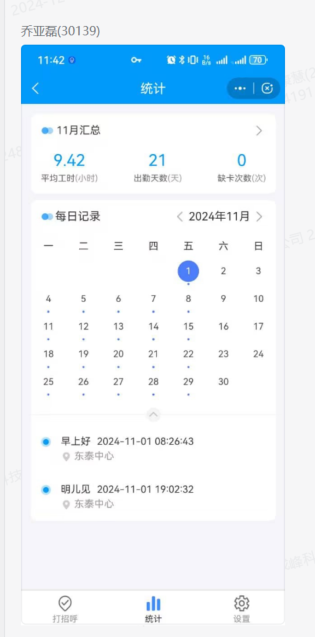 乔亚磊(30139)
11:42 16 B/s 70
统计
11月汇总
9.42 21 0
平均工时(小时) 出勤天数(天) 缺卡次数(次)
每日记录 2024年11月
一 二 三 四 五 六 日
1 2 3
4 5 6 7 8 9 10
11 12 13 14 15 16 17
18 19 20 21 22 23 24
25 26 27 28 29 30
早上好 2024-11-01 08:26:43
东泰中心
明儿见 2024-11-01 19:02:32
东泰中心
打招呼 统计 设置